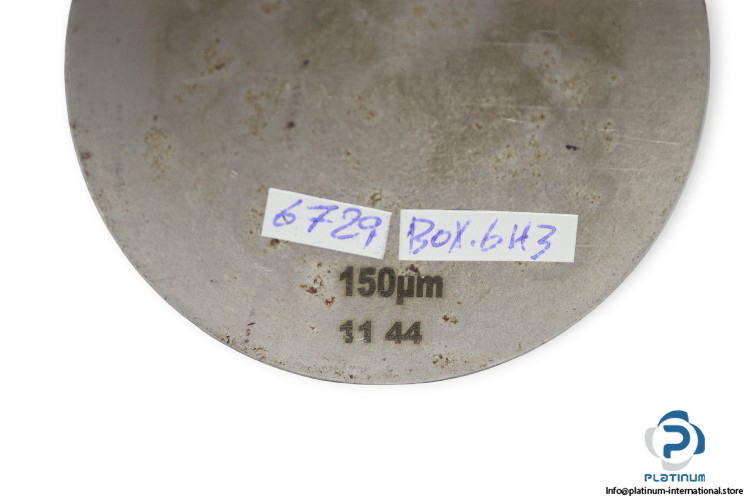 6729 BOX.6H3
150µm
11 44
PLATINUM
Info@platinum-international.store